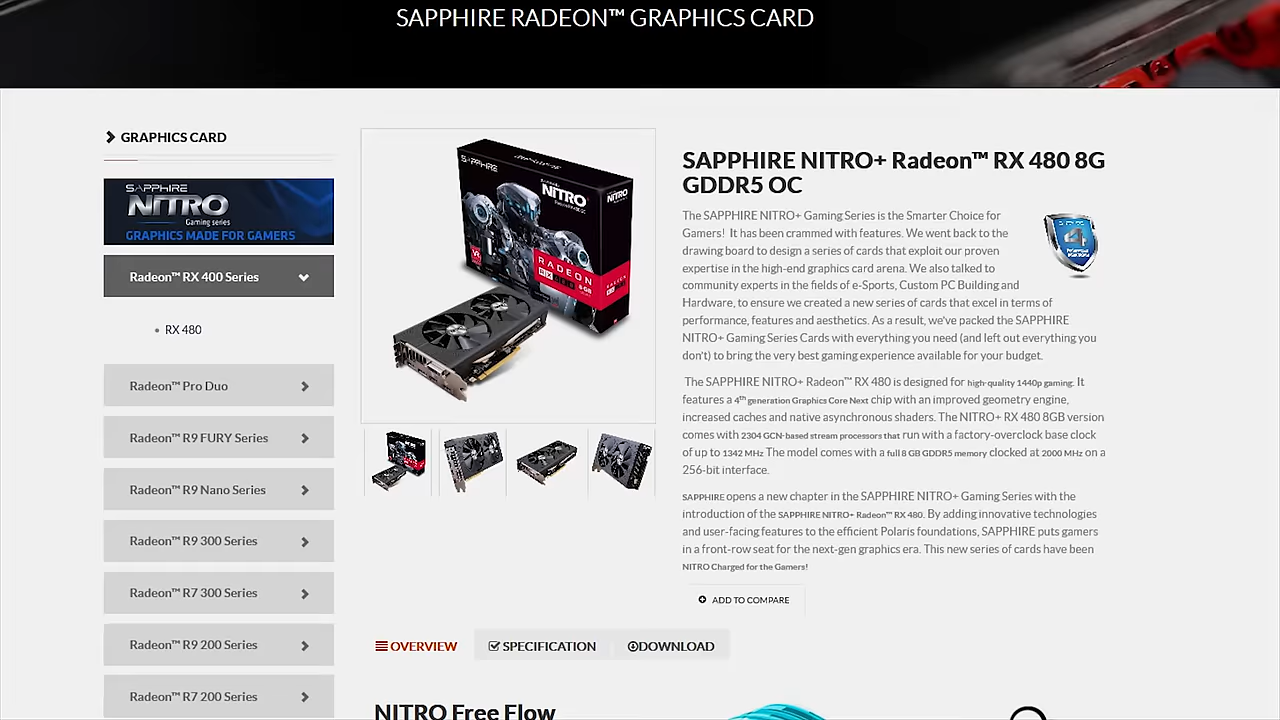 SAPPHIRE RADEON™ GRAPHICS CARD
GRAPHICS CARD
SAPPHIRE
NITRO
Gaming series
GRAPHICS MADE FOR GAMERS
Radeon™ RX 400 Series
• RX 480
Radeon™ Pro Duo
Radeon™ R9 FURY Series
Radeon™ R9 Nano Series
Radeon™ R9 300 Series
Radeon™ R7 300 Series
Radeon™ R9 200 Series
Radeon™ R7 200 Series
SAPPHIRE
NITRO
NITRO
RADEON
SAPPHIRE NITRO+ Radeon™ RX 480 8G
GDDR5 OC
The SAPPHIRE NITRO+ Gaming Series is the Smarter Choice for
Gamers! It has been crammed with features. We went back to the
drawing board to design a series of cards that exploit our proven
expertise in the high-end graphics card arena. We also talked to
community experts in the fields of e-Sports, Custom PC Building and
Hardware, to ensure we created a new series of cards that excel in terms of
performance, features and aesthetics. As a result, we've packed the SAPPHIRE
NITRO+ Gaming Series Cards with everything you need (and left out everything you
don't) to bring the very best gaming experience available for your budget.
4
The SAPPHIRE NITRO+ Radeon™ RX 480 is designed for high-quality 1440p gaming. It
features a 4th generation Graphics Core Next chip with an improved geometry engine,
increased caches and native asynchronous shaders. The NITRO+ RX 480 8GB version
comes with 2304 GCN-based stream processors that run with a factory-overclock base clock
of up to 1342 MHz The model comes with a full 8 GB GDDR5 memory clocked at 2000 MHz on a
256-bit interface.
SAPPHIRE opens a new chapter in the SAPPHIRE NITRO+ Gaming Series with the
introduction of the SAPPHIRE NITRO+ Radeon™ RX 480. By adding innovative technologies
and user-facing features to the efficient Polaris foundations, SAPPHIRE puts gamers
in a front-row seat for the next-gen graphics era. This new series of cards have been
NITRO Charged for the Gamers!
ADD TO COMPARE
OVERVIEW
SPECIFICATION
DOWNLOAD
NITRO Free Flow